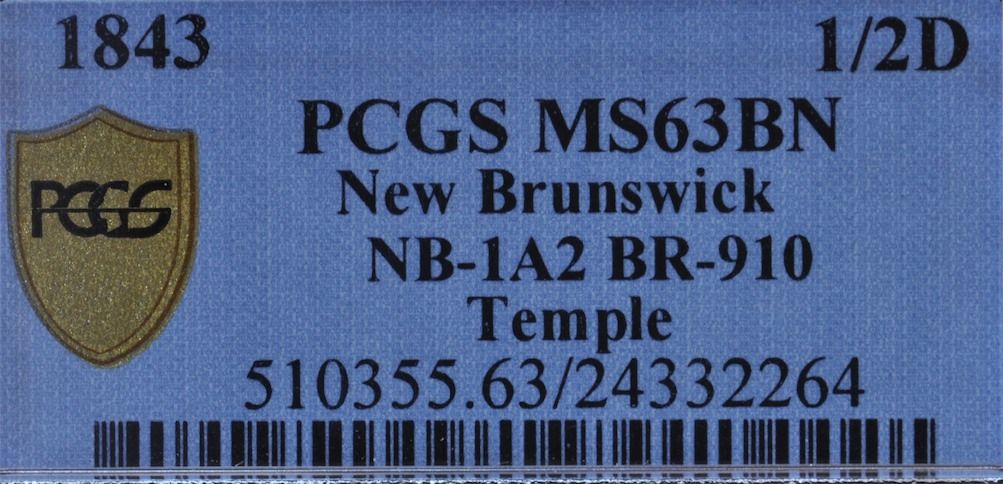 1843 1/2D
PCGS MS63BN
New Brunswick
PCGS
NB-1A2 BR-910
Temple
510355.63/24332264